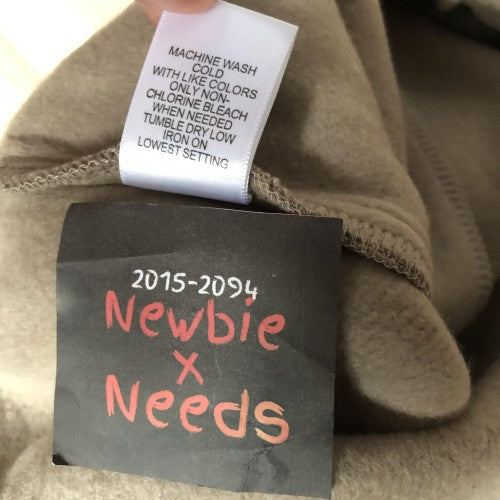 MACHINE WASH
COLD
WITH LIKE COLORS
ONLY NON-
CHLORINE BLEACH
WHEN NEEDED
TUMBLE DRY LOW
IRON ON
LOWEST SETTING
2015-2094
Newbie
x
Needs